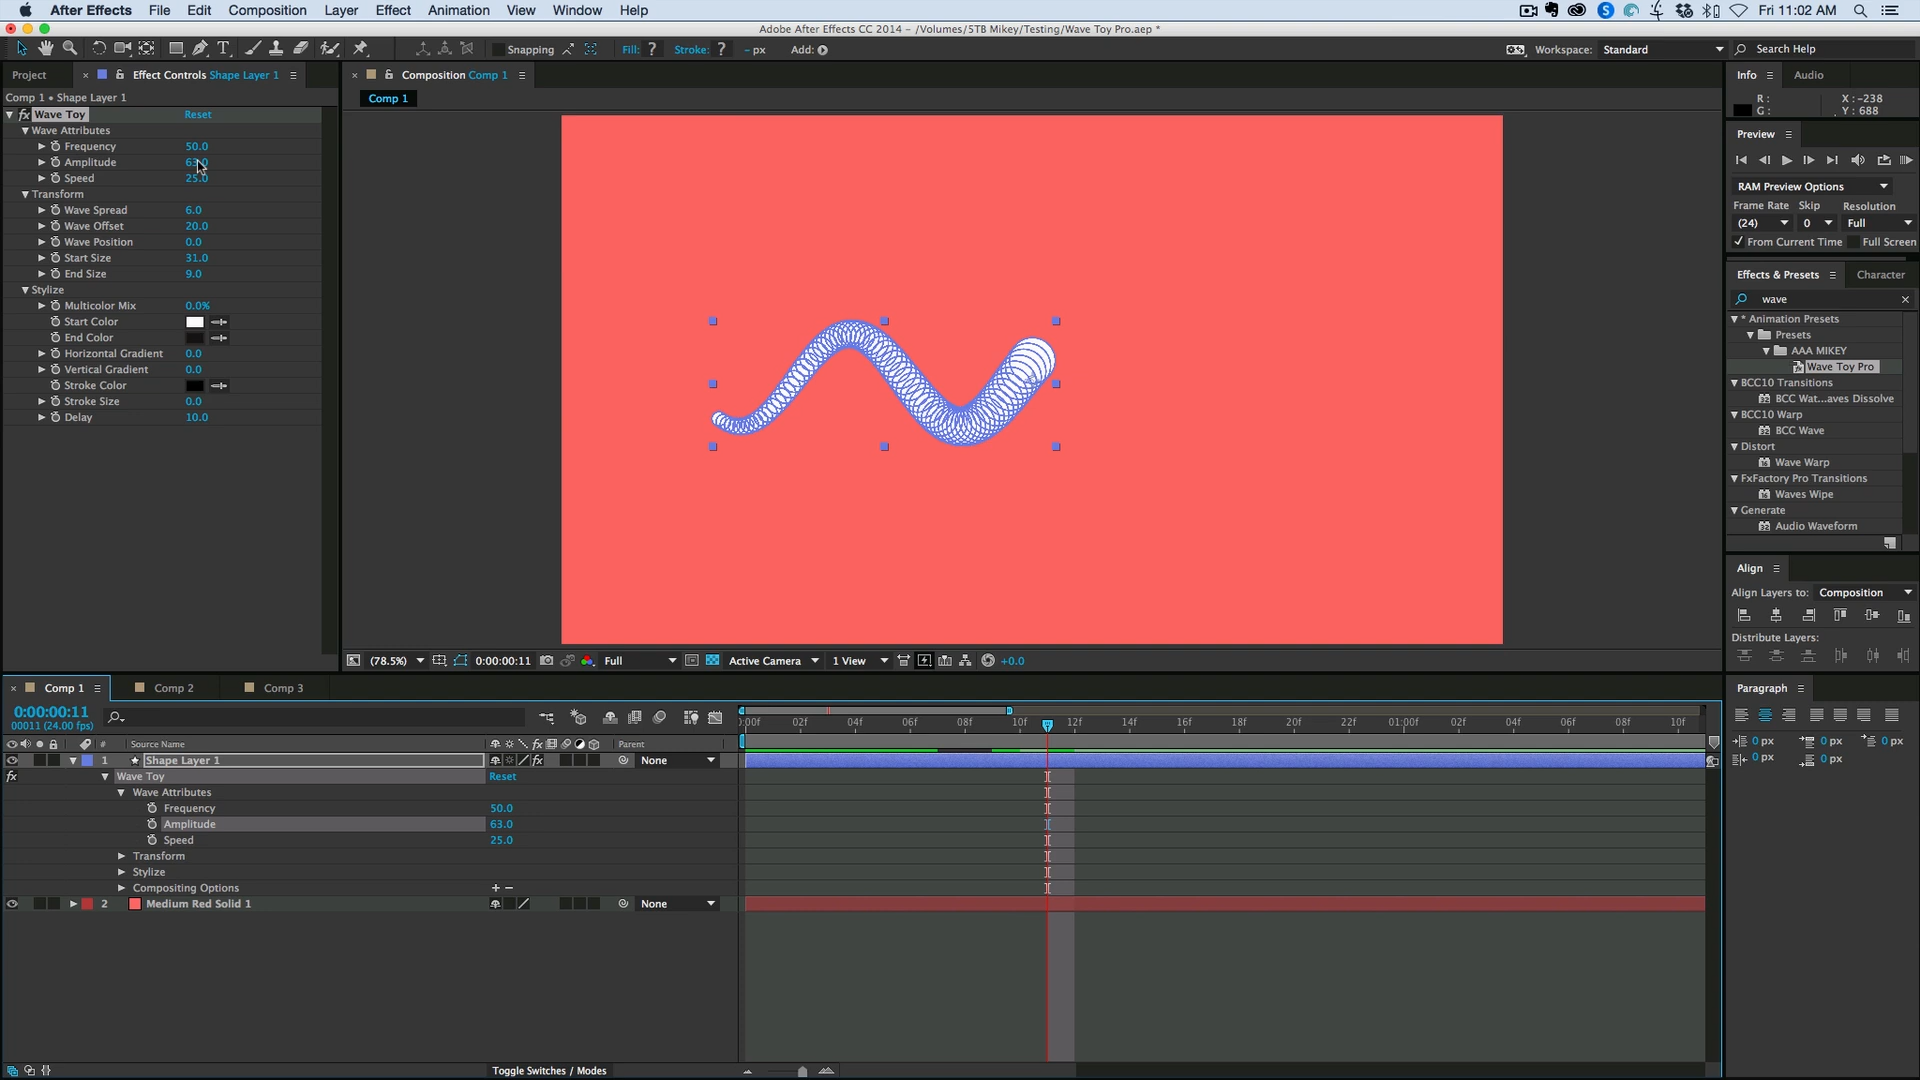 After Effects File Edit Composition Layer Effect Animation View Window Help Fri 11:02 AM
Adobe After Effects CC 2014 - /Volumes/5TB Mikey/Testing/Wave Toy Pro.aep *
Snapping Fill: ? Stroke: ? - px Add: Workspace: Standard Search Help
Project Effect Controls Shape Layer 1 Composition Comp 1 Info Audio
Comp 1 • Shape Layer 1
Comp 1
R: X: -238
G: Y: 688
fx Wave Toy Reset
Wave Attributes
Frequency 50.0
Amplitude 63.0
Speed 25.0
Transform
Wave Spread 6.0
Wave Offset 20.0
Wave Position 0.0
Start Size 31.0
End Size 9.0
Stylize
Multicolor Mix 0.0%
Start Color
End Color
Horizontal Gradient 0.0
Vertical Gradient 0.0
Stroke Color
Stroke Size 0.0
Delay 10.0
Preview
RAM Preview Options
Frame Rate Skip Resolution
(24) 0 Full
From Current Time Full Screen
Effects & Presets Character
wave
* Animation Presets
Presets
AAA MIKEY
Wave Toy Pro
BCC10 Transitions
BCC Wat...aves Dissolve
BCC10 Warp
BCC Wave
Distort
Wave Warp
FxFactory Pro Transitions
Waves Wipe
Generate
Audio Waveform
Align
Align Layers to: Composition
Distribute Layers:
(78.5%) 0:00:00:11 Full Active Camera 1 View +0.0
Comp 1 Comp 2 Comp 3
Paragraph
0 px 0 px 0 px
0 px 0 px
0:00:00:11
00011 (24.00 fps)
):00f 02f 04f 06f 08f 10f 12f 14f 16f 18f 20f 22f 01:00f 02f 04f 06f 08f 10f
# Source Name fx Parent
1 Shape Layer 1 fx None
fx Wave Toy Reset
Wave Attributes
Frequency 50.0
Amplitude 63.0
Speed 25.0
Transform
Stylize
Compositing Options + –
2 Medium Red Solid 1 None
Toggle Switches / Modes